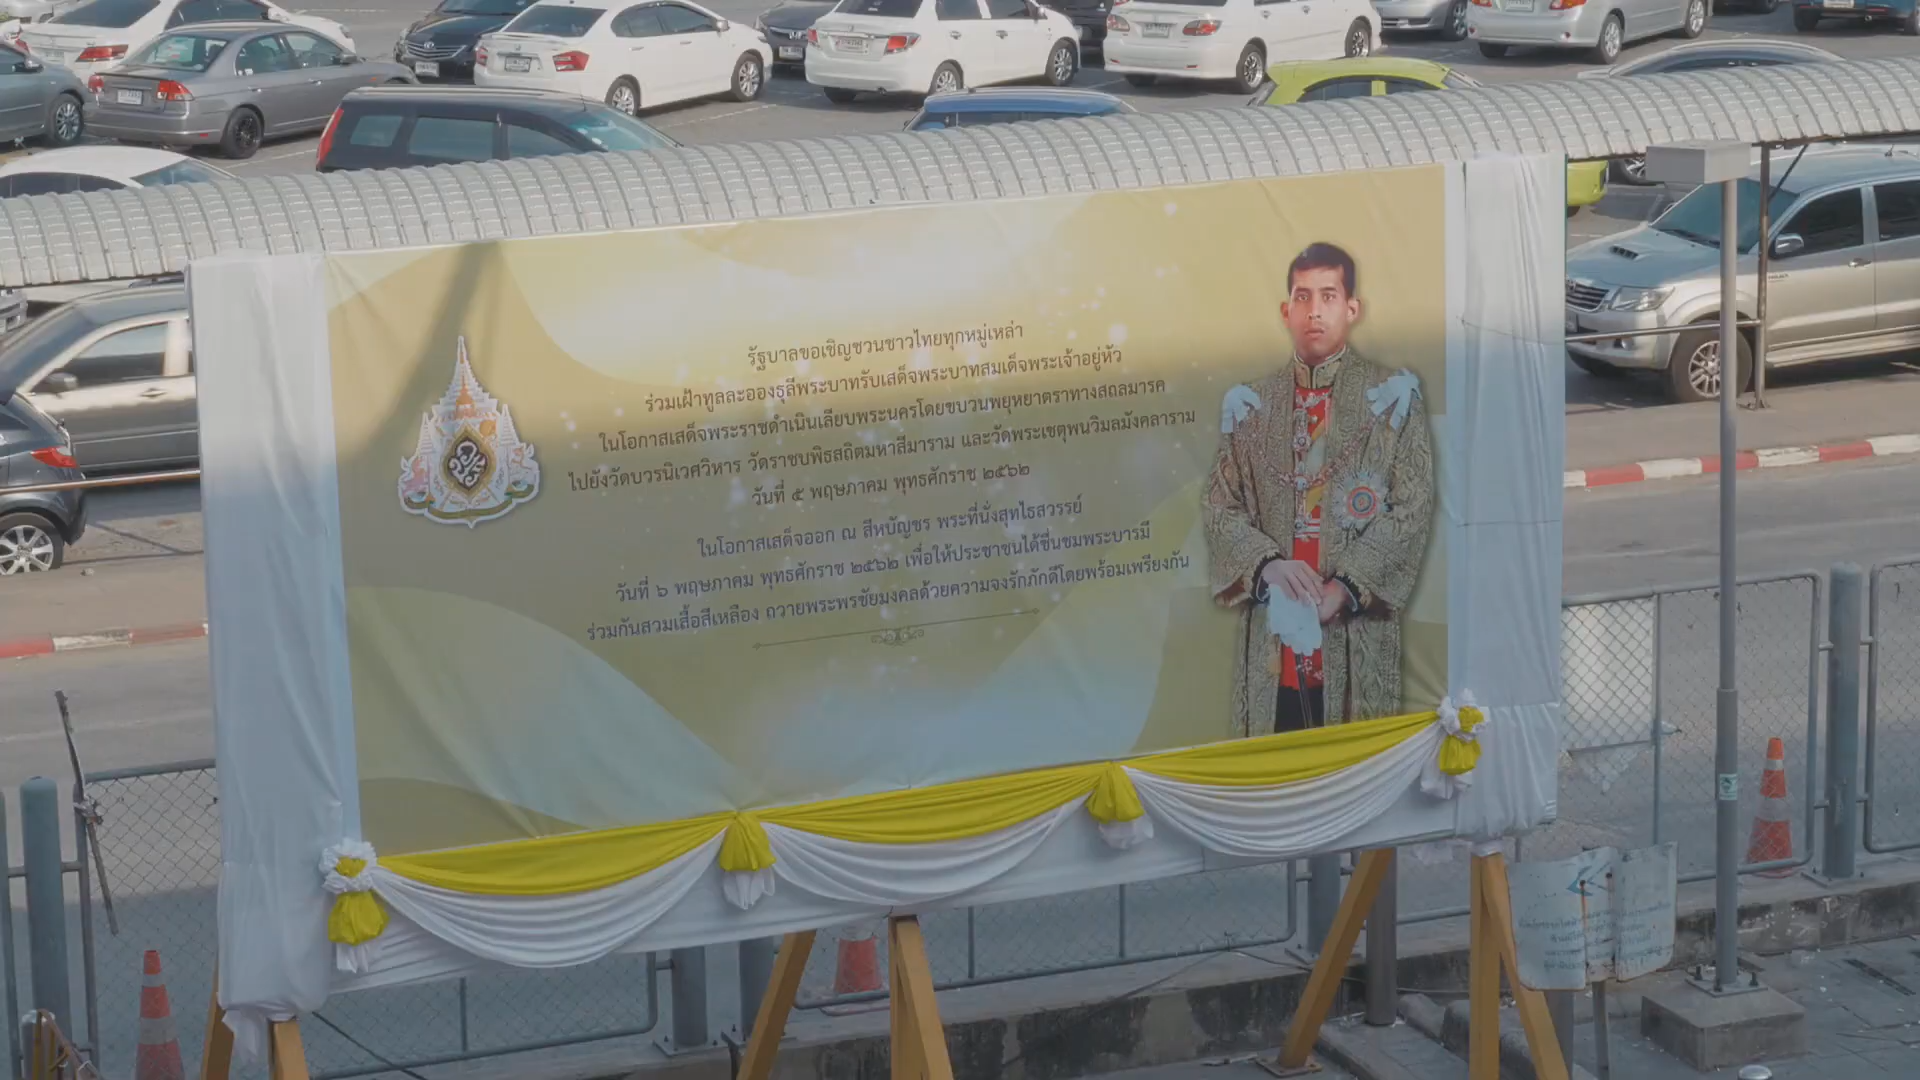 รัฐบาลขอเชิญชวนชาวไทยทุกหมู่เหล่า
ร่วมเฝ้าทูลละอองธุลีพระบาทรับเสด็จพระบาทสมเด็จพระเจ้าอยู่หัว
ในโอกาสเสด็จพระราชดำเนินเลียบพระนครโดยขบวนพยุหยาตราทางสถลมารค
ไปยังวัดบวรนิเวศวิหาร วัดราชบพิธสถิตมหาสีมาราม และวัดพระเชตุพนวิมลมังคลาราม
วันที่ ๕ พฤษภาคม พุทธศักราช ๒๕๖๒
ในโอกาสเสด็จออก ณ สีหบัญชร พระที่นั่งสุทไธสวรรย์
วันที่ ๖ พฤษภาคม พุทธศักราช ๒๕๖๒ เพื่อให้ประชาชนได้ชื่นชมพระบารมี
ร่วมกันสวมเสื้อสีเหลือง ถวายพระพรชัยมงคลด้วยความจงรักภักดีโดยพร้อมเพรียงกัน